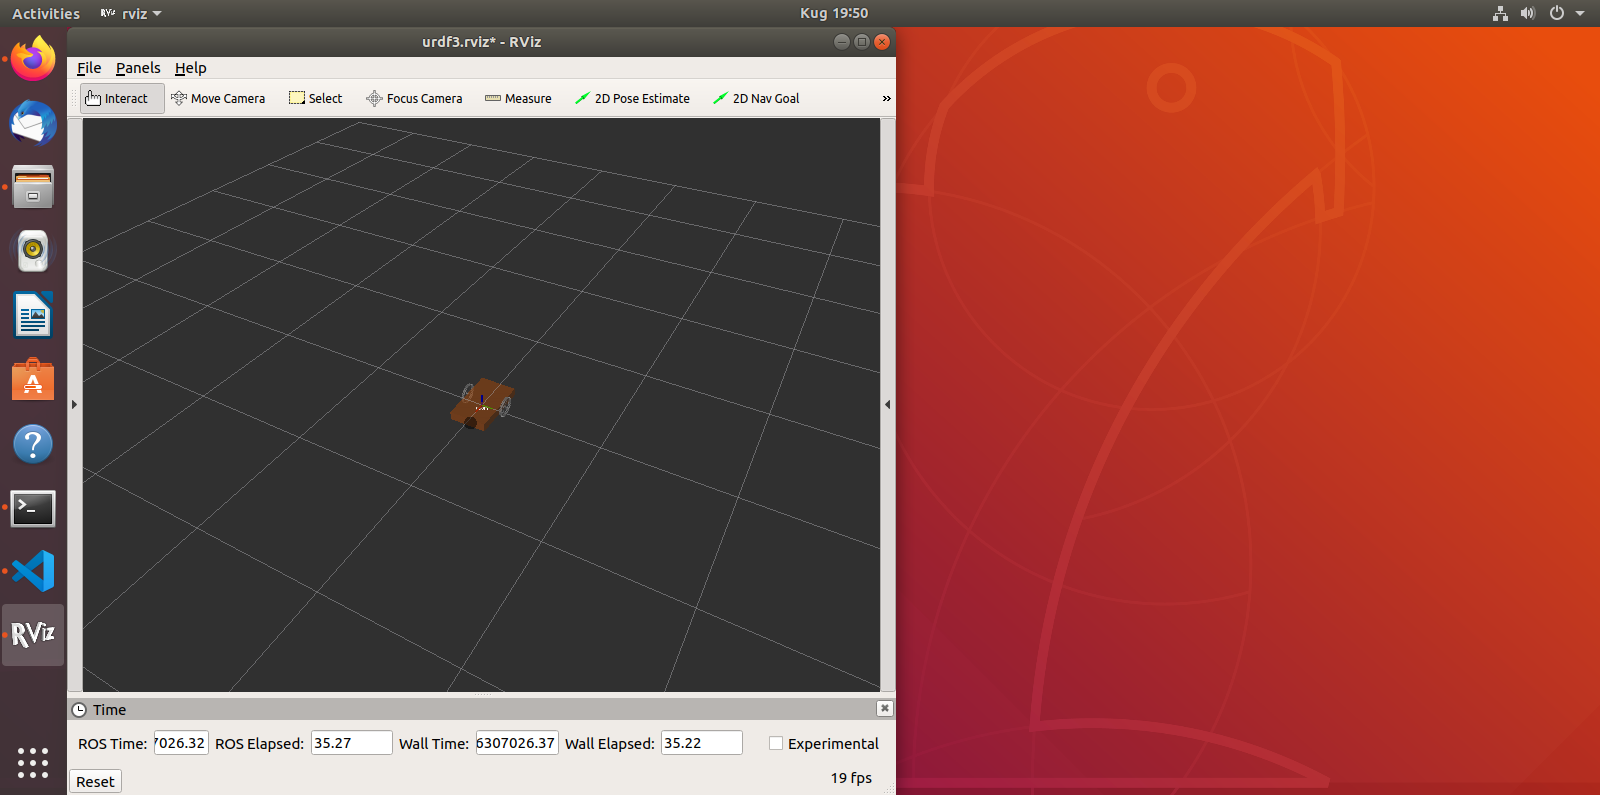 Activities RViz rviz Kug 19:50
urdf3.rviz* - RViz
File Panels Help
Interact Move Camera Select Focus Camera Measure 2D Pose Estimate 2D Nav Goal »
RViz
Time
ROS Time: 7026.32 ROS Elapsed: 35.27 Wall Time: 6307026.37 Wall Elapsed: 35.22 Experimental
Reset 19 fps